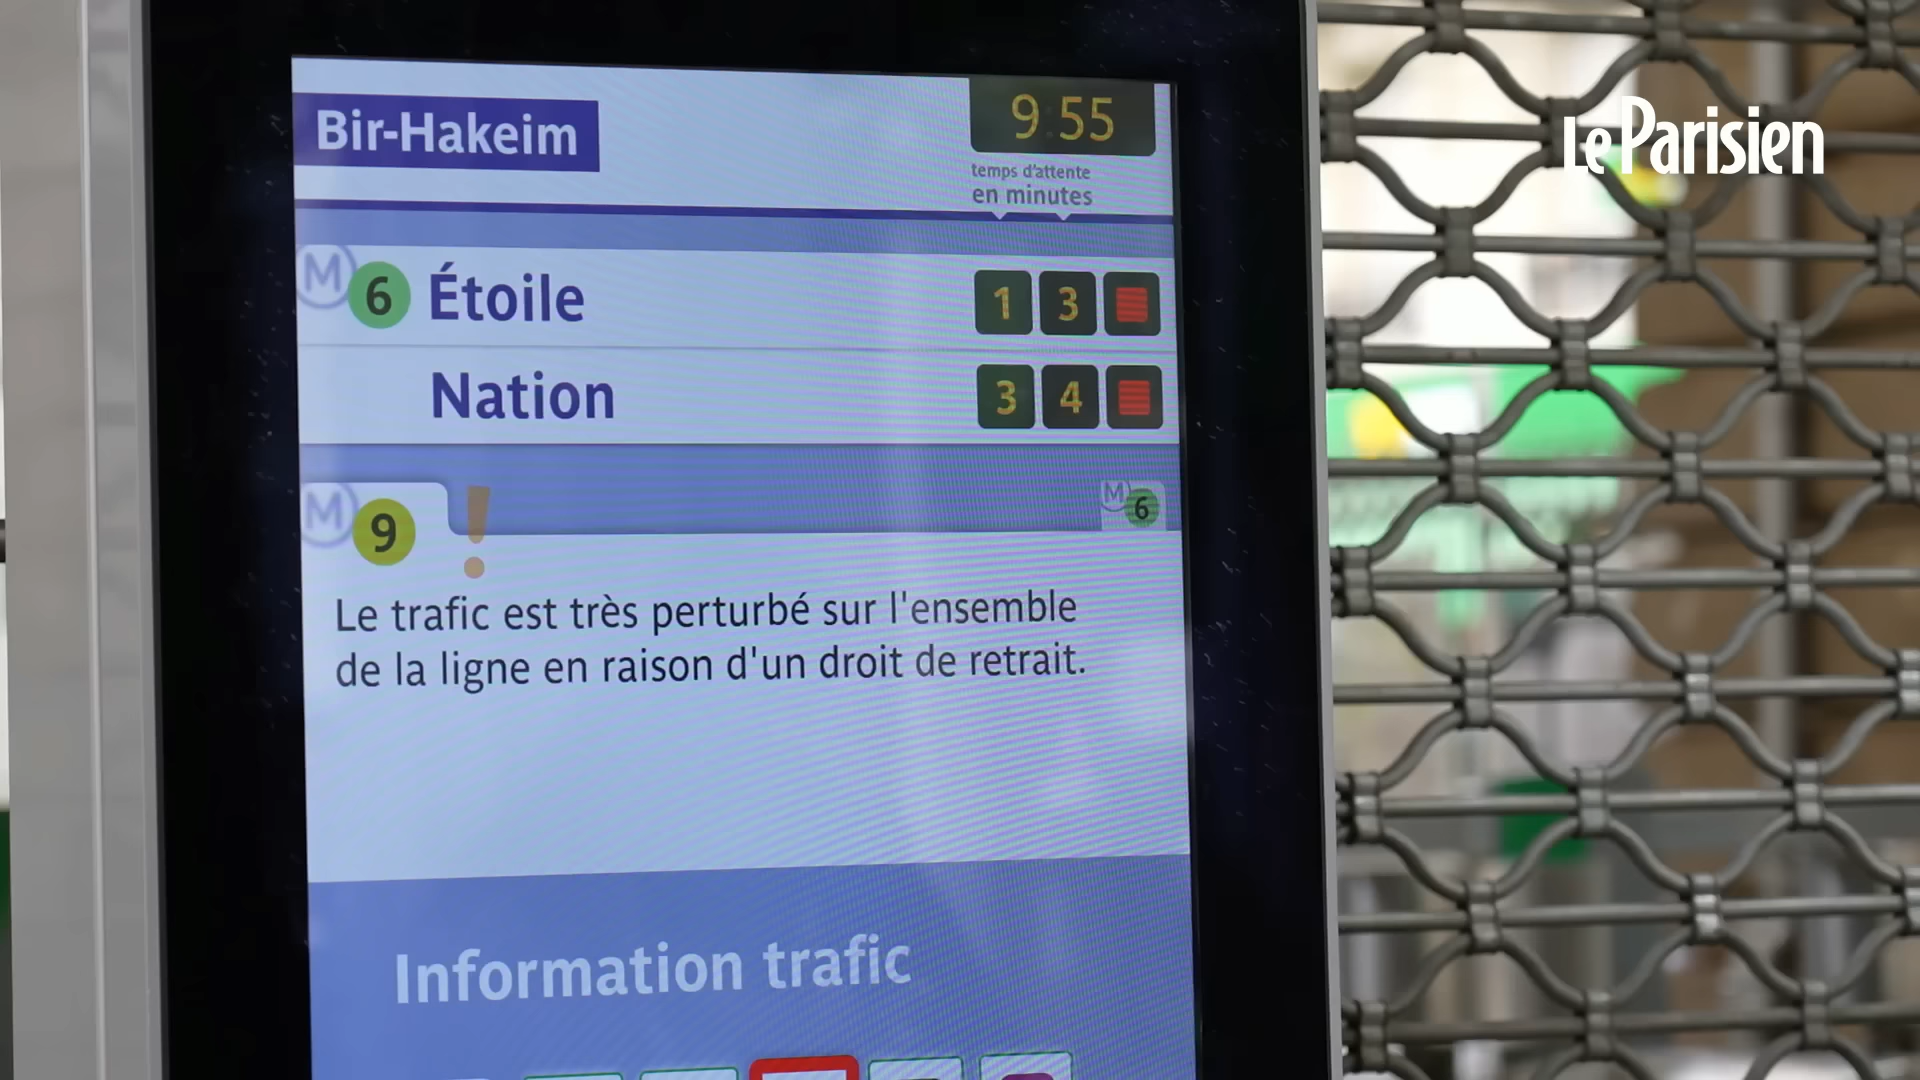 Bir-Hakeim
9:55
temps d'attente
en minutes
M 6 Étoile 1 3
Nation 3 4
M 9 ! M 6
Le trafic est très perturbé sur l'ensemble
de la ligne en raison d'un droit de retrait.
Information trafic
Le Parisien